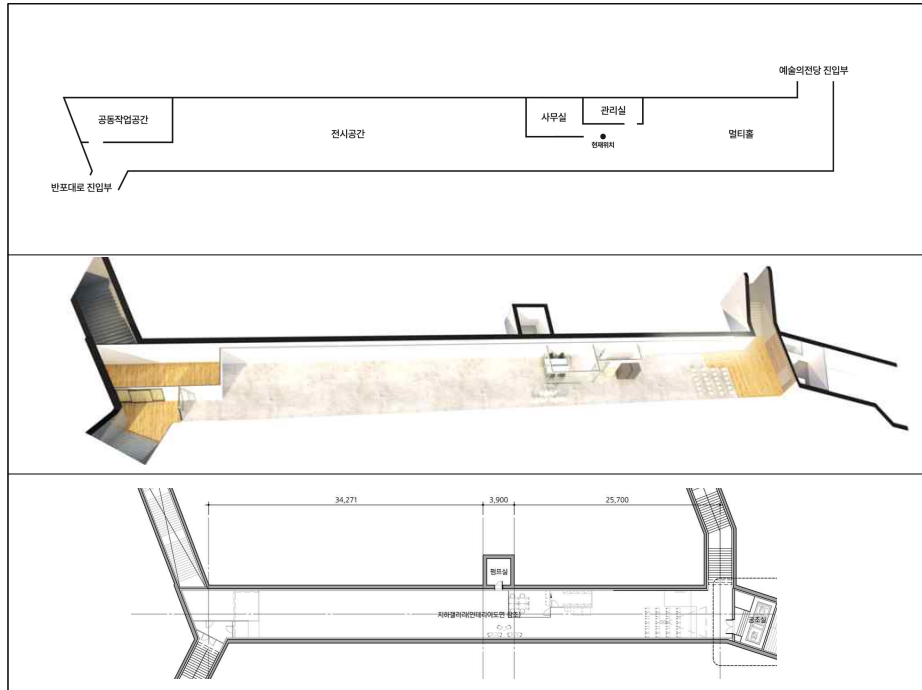 예술의전당 진입부
공동작업공간
전시공간
사무실
관리실
멀티홀
현재위치
반포대로 진입부
34,271
3,900
25,700
펌프실
지하갤러리(인테리어도면 참조)
공조실